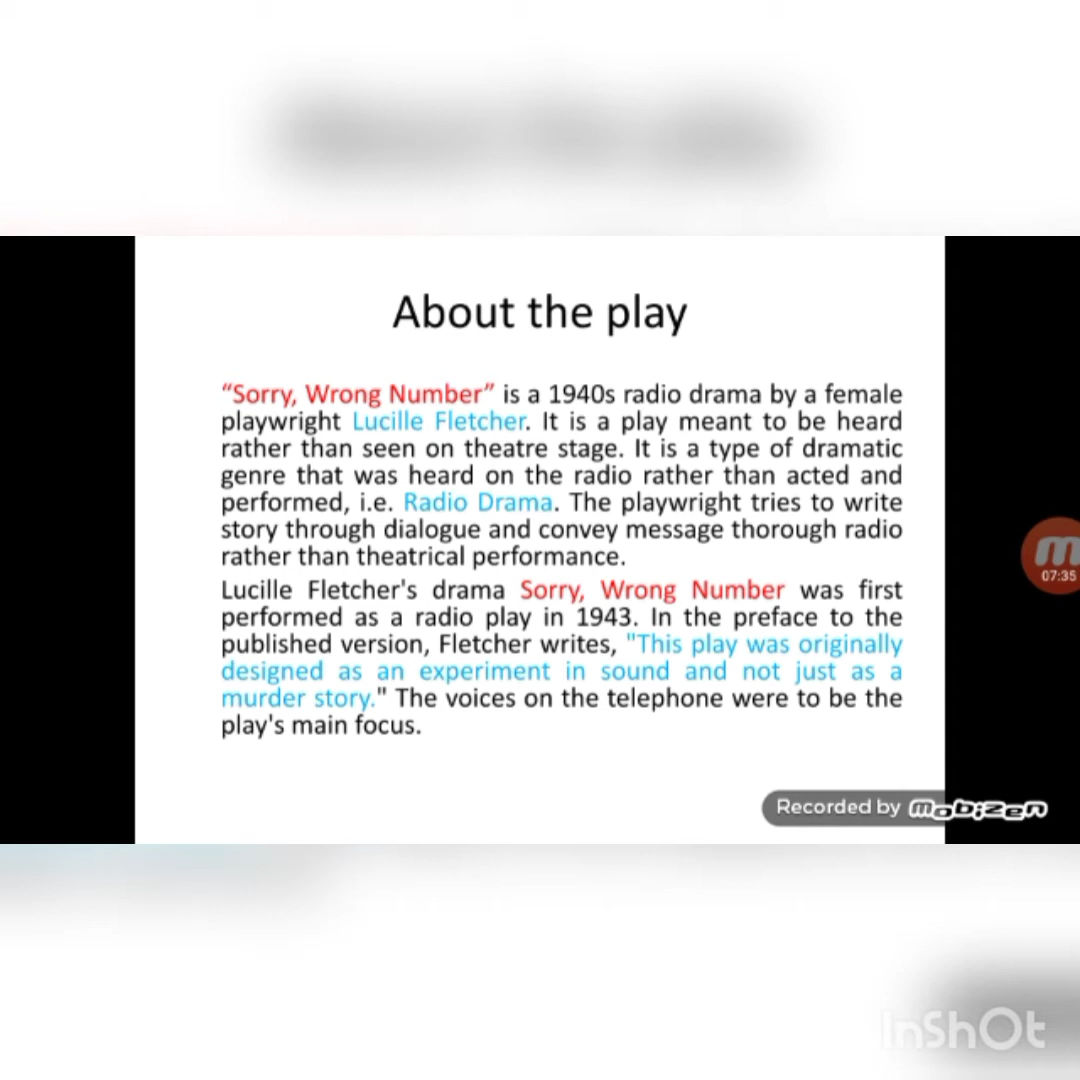 About the play
“Sorry, Wrong Number” is a 1940s radio drama by a female
playwright Lucille Fletcher. It is a play meant to be heard
rather than seen on theatre stage. It is a type of dramatic
genre that was heard on the radio rather than acted and
performed, i.e. Radio Drama. The playwright tries to write
story through dialogue and convey message thorough radio
rather than theatrical performance.
Lucille Fletcher's drama Sorry, Wrong Number was first
performed as a radio play in 1943. In the preface to the
published version, Fletcher writes, "This play was originally
designed as an experiment in sound and not just as a
murder story." The voices on the telephone were to be the
play's main focus.
07:35
Recorded by mobizen
InShOt